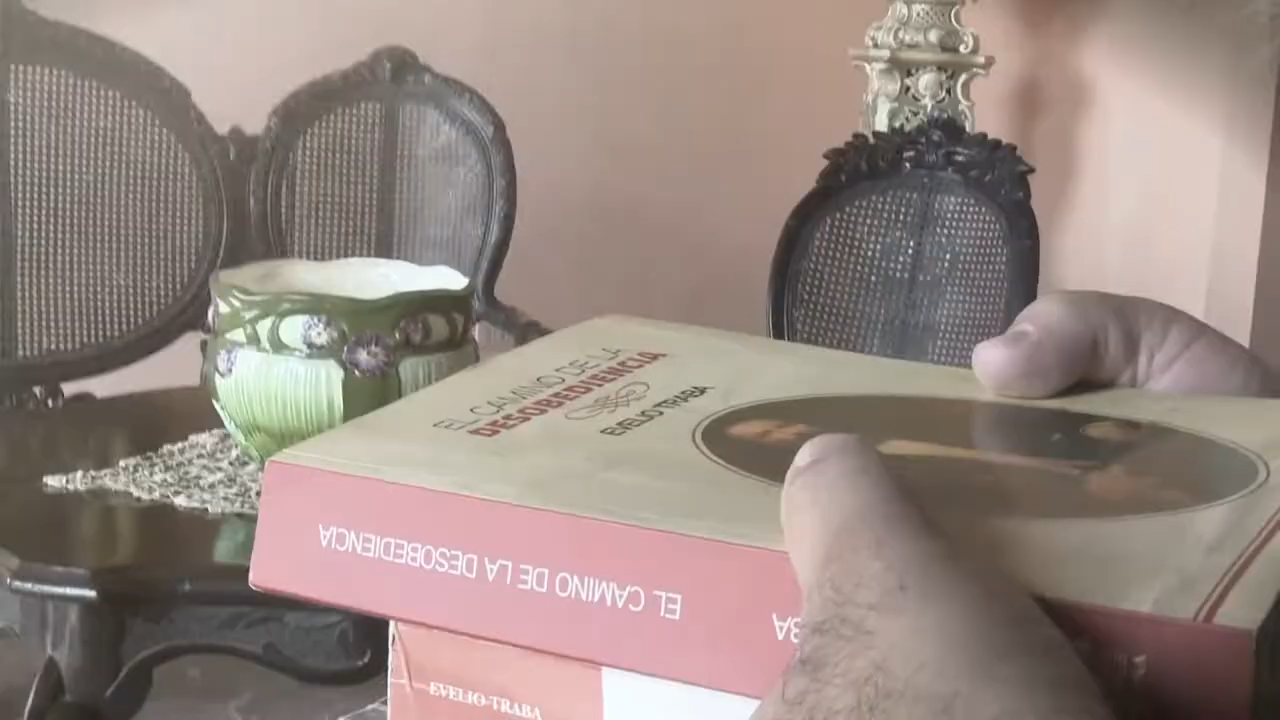 EL CAMINO DE LA
DESOBEDIENCIA
EVELIO TRABA
EL CAMINO DE LA DESOBEDIENCIA
EVELIO TRABA